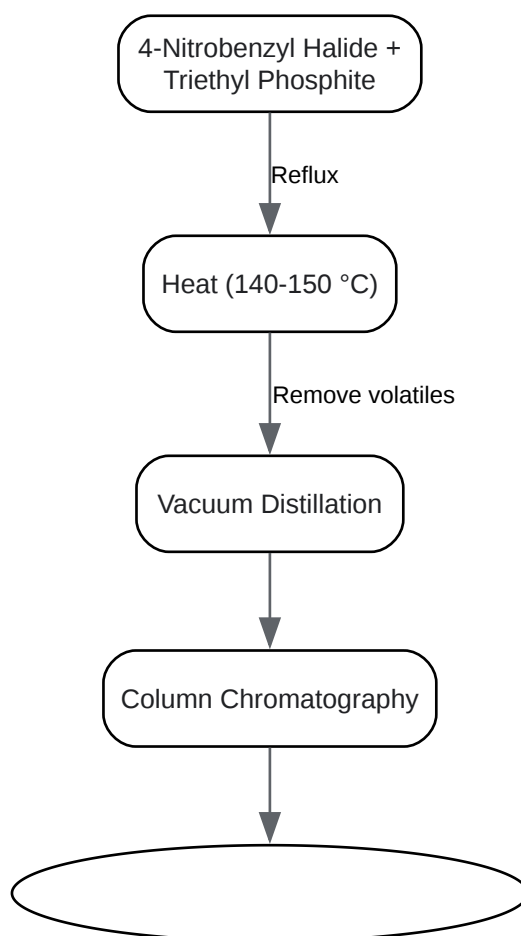 4-Nitrobenzyl Halide +
Triethyl Phosphite
Reflux
Heat (140-150 °C)
Remove volatiles
Vacuum Distillation
Column Chromatography